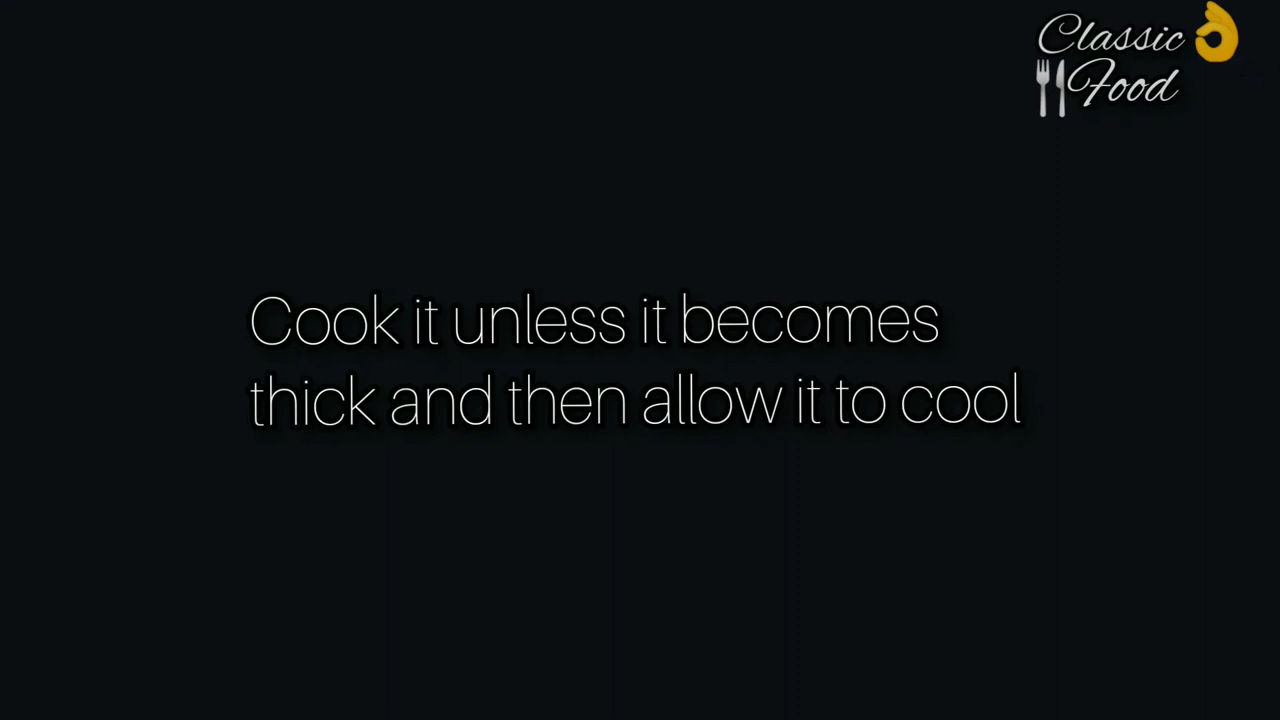 Classic
Food
Cook it unless it becomes
thick and then allow it to cool